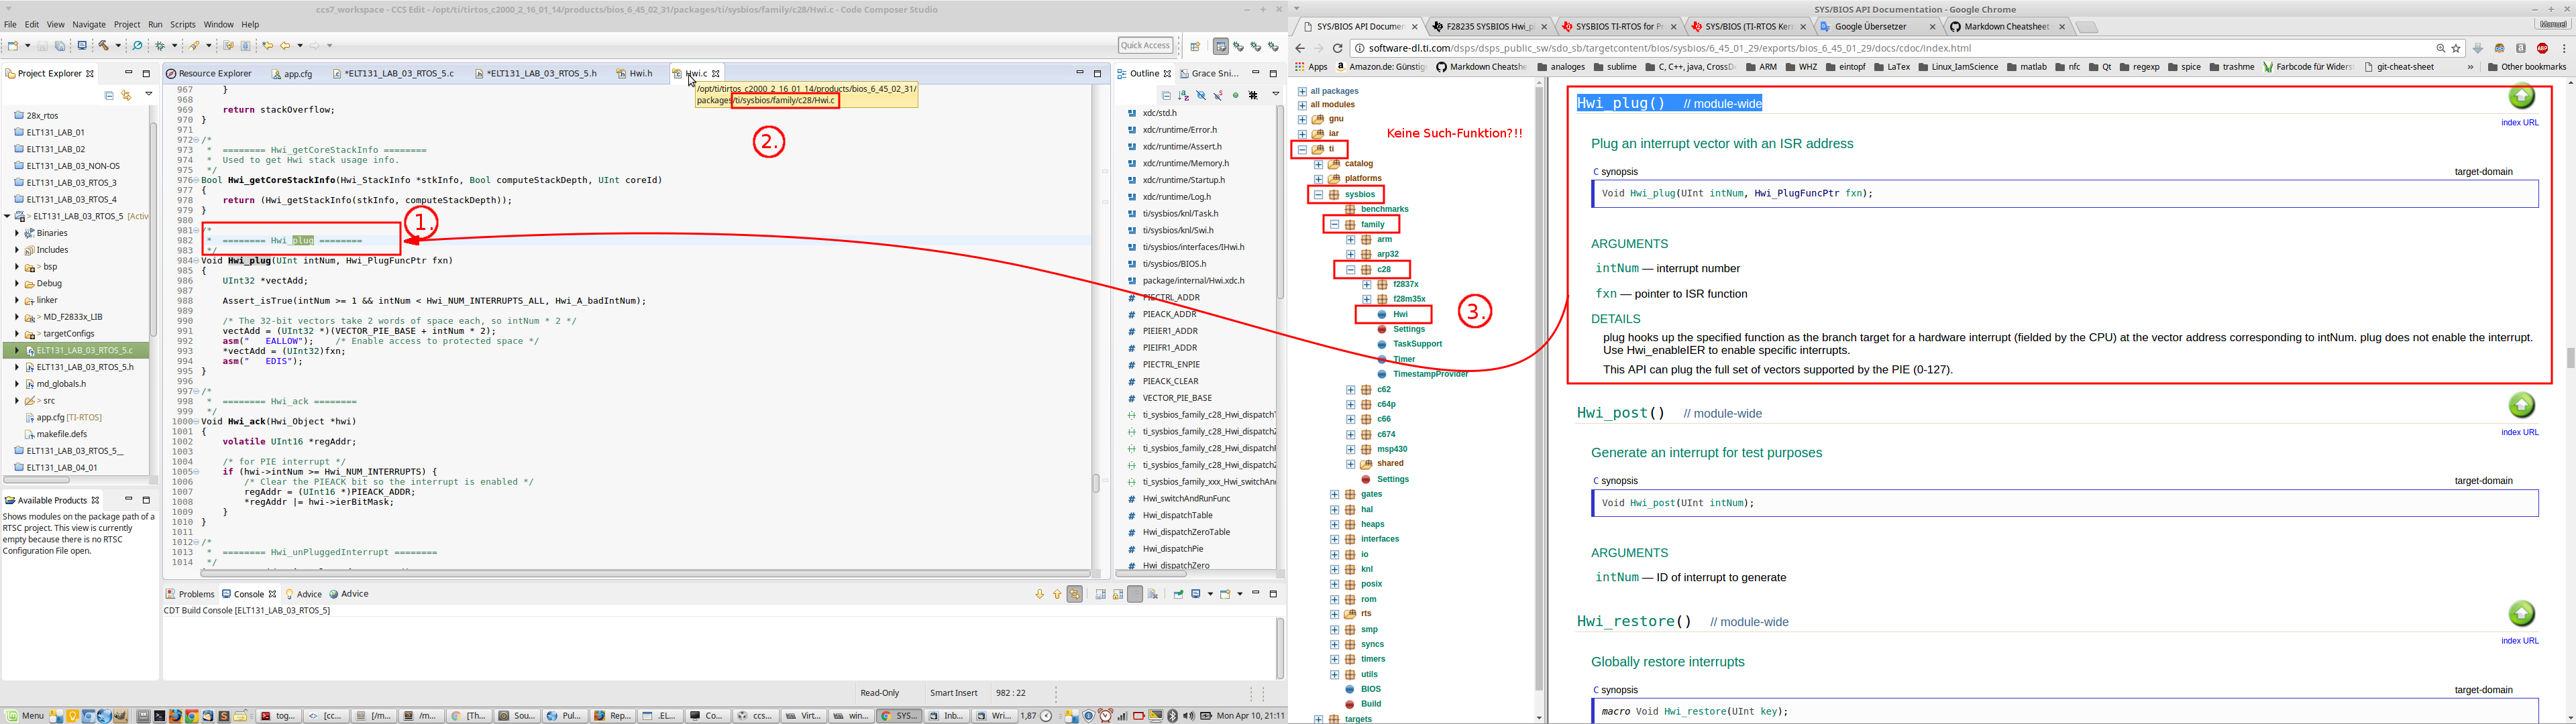 ccs7_workspace - CCS Edit - /opt/ti/tirtos_c2000_2_16_01_14/products/bios_6_45_02_31/packages/ti/sysbios/family/c28/Hwi.c - Code Composer Studio
File Edit View Navigate Project Run Scripts Window Help
Quick Access
Project Explorer
28x_rtos
ELT131_LAB_01
ELT131_LAB_02
ELT131_LAB_03_NON-OS
ELT131_LAB_03_RTOS_3
ELT131_LAB_03_RTOS_4
> ELT131_LAB_03_RTOS_5 [Activ
Binaries
Includes
> bsp
Debug
linker
> MD_F2833x_LIB
targetConfigs
ELT131_LAB_03_RTOS_5.c
ELT131_LAB_03_RTOS_5.h
md_globals.h
> src
app.cfg [TI-RTOS]
makefile.defs
ELT131_LAB_03_RTOS_5__
ELT131_LAB_04_01
Available Products
Shows modules on the package path of a
RTSC project. This view is currently
empty because there is no RTSC
Configuration File open.
Resource Explorer app.cfg *ELT131_LAB_03_RTOS_5.c *ELT131_LAB_03_RTOS_5.h Hwi.h Hwi.c
/opt/ti/tirtos_c2000_2_16_01_14/products/bios_6_45_02_31/
packages/ti/sysbios/family/c28/Hwi.c
2.
1.
967 }
968
969 return stackOverflow;
970 }
971
972 /*
973 * ======== Hwi_getCoreStackInfo ========
974 * Used to get Hwi stack usage info.
975 */
976 Bool Hwi_getCoreStackInfo(Hwi_StackInfo *stkInfo, Bool computeStackDepth, UInt coreId)
977 {
978 return (Hwi_getStackInfo(stkInfo, computeStackDepth));
979 }
980
981 /*
982 * ======== Hwi_plug ========
983 */
984 Void Hwi_plug(UInt intNum, Hwi_PlugFuncPtr fxn)
985 {
986 UInt32 *vectAdd;
987
988 Assert_isTrue(intNum >= 1 && intNum < Hwi_NUM_INTERRUPTS_ALL, Hwi_A_badIntNum);
989
990 /* The 32-bit vectors take 2 words of space each, so intNum * 2 */
991 vectAdd = (UInt32 *)(VECTOR_PIE_BASE + intNum * 2);
992 asm(" EALLOW"); /* Enable access to protected space */
993 *vectAdd = (UInt32)fxn;
994 asm(" EDIS");
995 }
996
997 /*
998 * ======== Hwi_ack ========
999 */
1000 Void Hwi_ack(Hwi_Object *hwi)
1001 {
1002 volatile UInt16 *regAddr;
1003
1004 /* for PIE interrupt */
1005 if (hwi->intNum >= Hwi_NUM_INTERRUPTS) {
1006 /* Clear the PIEACK bit so the interrupt is enabled */
1007 regAddr = (UInt16 *)PIEACK_ADDR;
1008 *regAddr |= hwi->ierBitMask;
1009 }
1010 }
1011
1012 /*
1013 * ======== Hwi_unPluggedInterrupt ========
1014 */
Outline Grace Sni...
xdc/std.h
xdc/runtime/Error.h
xdc/runtime/Assert.h
xdc/runtime/Memory.h
xdc/runtime/Startup.h
xdc/runtime/Log.h
ti/sysbios/knl/Task.h
ti/sysbios/knl/Swi.h
ti/sysbios/interfaces/IHwi.h
ti/sysbios/BIOS.h
package/internal/Hwi.xdc.h
PIECTRL_ADDR
PIEACK_ADDR
PIEIER1_ADDR
PIEIFR1_ADDR
PIECTRL_ENPIE
PIEACK_CLEAR
VECTOR_PIE_BASE
ti_sysbios_family_c28_Hwi_dispatchT
ti_sysbios_family_c28_Hwi_dispatchZ
ti_sysbios_family_c28_Hwi_dispatchF
ti_sysbios_family_c28_Hwi_dispatchZ
ti_sysbios_family_xxx_Hwi_switchAn
Hwi_switchAndRunFunc
Hwi_dispatchTable
Hwi_dispatchZeroTable
Hwi_dispatchPie
Hwi_dispatchZero
Problems Console Advice Advice
CDT Build Console [ELT131_LAB_03_RTOS_5]
Read-Only Smart Insert 982 : 22
SYS/BIOS API Documentation - Google Chrome
SYS/BIOS API Documen F28235 SYSBIOS Hwi_pl SYSBIOS TI-RTOS for P SYS/BIOS (TI-RTOS Ker Google Übersetzer Markdown Cheatsheet Manuel
software-dl.ti.com/dsps/dsps_public_sw/sdo_sb/targetcontent/bios/sysbios/6_45_01_29/exports/bios_6_45_01_29/docs/cdoc/index.html
Apps Amazon.de: Günstig Markdown Cheatshe analoges sublime C, C++, java, CrossD ARM WHZ eintopf LaTex Linux_IamScience matlab nfc Qt regexp spice trashme Farbcode für Widers git-cheat-sheet » Other bookmarks
all packages
all modules
gnu
iar
ti
catalog
platforms
sysbios
benchmarks
family
arm
arp32
c28
f2837x
f28m35x
Hwi
Settings
TaskSupport
Timer
TimestampProvider
c62
c64p
c66
c674
msp430
shared
Settings
gates
hal
heaps
interfaces
io
knl
posix
rom
rts
smp
syncs
timers
utils
BIOS
Build
targets
Keine Such-Funktion?!!
3.
Hwi_plug() // module-wide
index URL
Plug an interrupt vector with an ISR address
C synopsis target-domain
Void Hwi_plug(UInt intNum, Hwi_PlugFuncPtr fxn);
ARGUMENTS
intNum — interrupt number
fxn — pointer to ISR function
DETAILS
plug hooks up the specified function as the branch target for a hardware interrupt (fielded by the CPU) at the vector address corresponding to intNum. plug does not enable the interrupt.
Use Hwi_enableIER to enable specific interrupts.
This API can plug the full set of vectors supported by the PIE (0-127).
Hwi_post() // module-wide
index URL
Generate an interrupt for test purposes
C synopsis target-domain
Void Hwi_post(UInt intNum);
ARGUMENTS
intNum — ID of interrupt to generate
Hwi_restore() // module-wide
index URL
Globally restore interrupts
C synopsis target-domain
macro Void Hwi_restore(UInt key);
Menu tog... [cc... [/m... /m... [Th... Sou... Pul... Rep... .EL... Co... ccs... Virt... win... SYS... Inb... Wri... 1,87 Mon Apr 10, 21:11